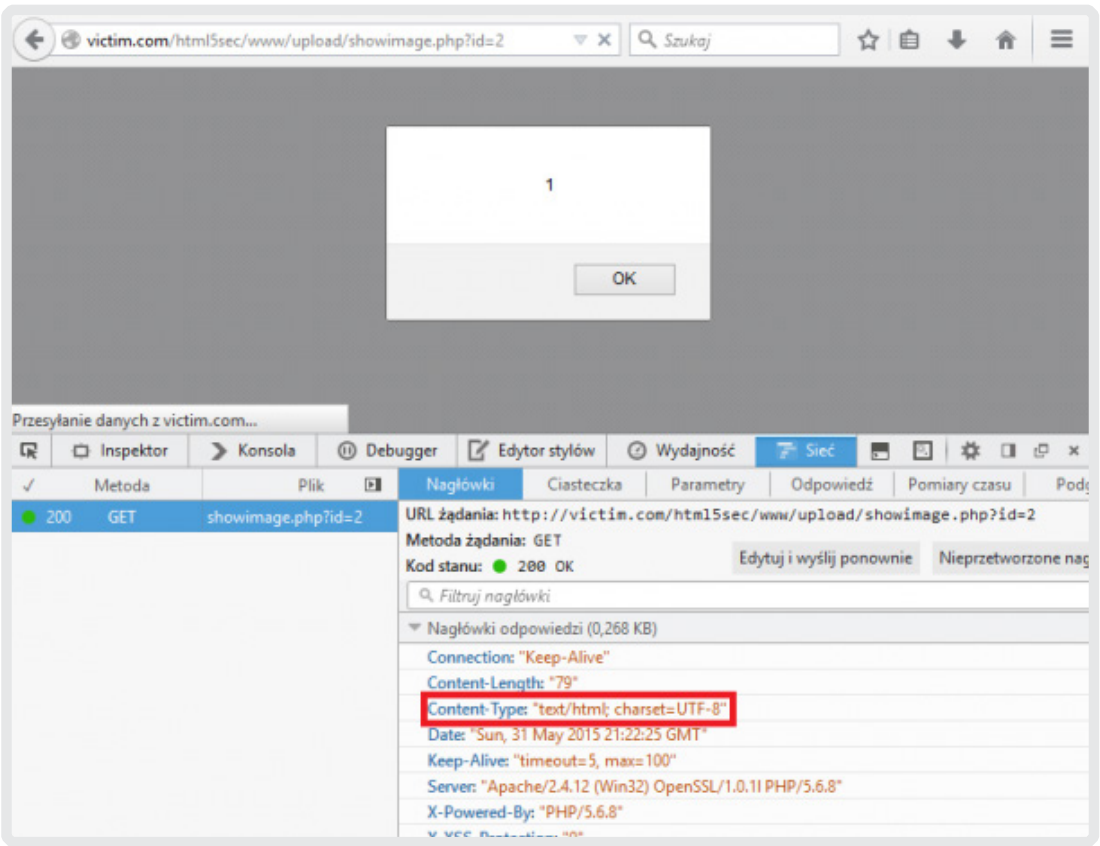 victim.com/html5sec/www/upload/showimage.php?id=2
Szukaj
1
OK
Przesyłanie danych z victim.com...
Inspektor Konsola Debugger Edytor stylów Wydajność Sieć
✓ Metoda Plik Nagłówki Ciasteczka Parametry Odpowiedź Pomiary czasu Podg
200 GET showimage.php?id=2
URL żądania: http://victim.com/html5sec/www/upload/showimage.php?id=2
Metoda żądania: GET
Kod stanu: 200 OK
Edytuj i wyślij ponownie Nieprzetworzone nag
Filtruj nagłówki
Nagłówki odpowiedzi (0,268 KB)
Connection: "Keep-Alive"
Content-Length: "79"
Content-Type: "text/html; charset=UTF-8"
Date: "Sun, 31 May 2015 21:22:25 GMT"
Keep-Alive: "timeout=5, max=100"
Server: "Apache/2.4.12 (Win32) OpenSSL/1.0.1l PHP/5.6.8"
X-Powered-By: "PHP/5.6.8"
X-XSS-Protection: "0"